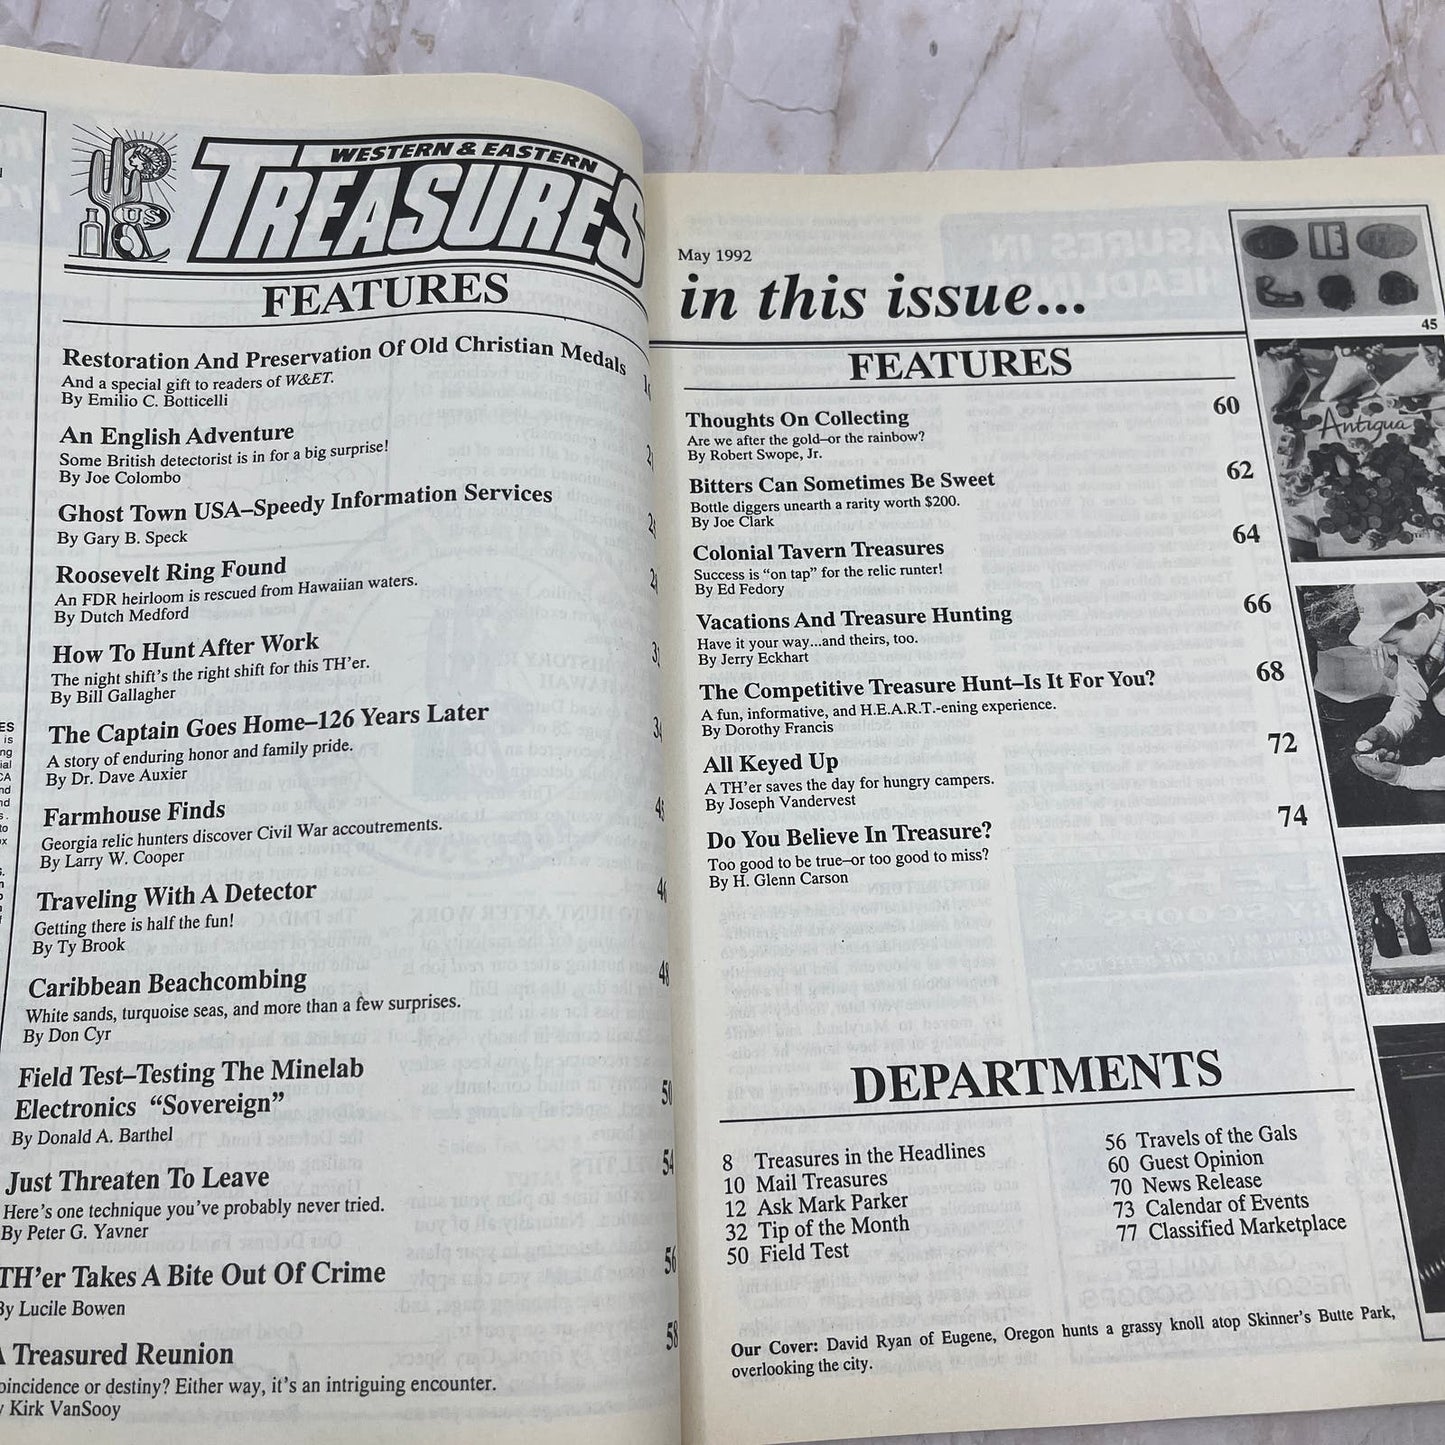 WESTERN & EASTERN
TREASURES
US
FEATURES
Restoration And Preservation Of Old Christian Medals
And a special gift to readers of W&ET.
By Emilio C. Botticelli
An English Adventure
Some British detectorist is in for a big surprise!
By Joe Colombo
Ghost Town USA–Speedy Information Services
By Gary B. Speck
Roosevelt Ring Found
An FDR heirloom is rescued from Hawaiian waters.
By Dutch Medford
How To Hunt After Work
The night shift's the right shift for this TH'er.
By Bill Gallagher
The Captain Goes Home–126 Years Later
A story of enduring honor and family pride.
By Dr. Dave Auxier
Farmhouse Finds
Georgia relic hunters discover Civil War accoutrements.
By Larry W. Cooper
Traveling With A Detector
Getting there is half the fun!
By Ty Brook
46
Caribbean Beachcombing
White sands, turquoise seas, and more than a few surprises.
By Don Cyr
48
Field Test–Testing The Minelab
Electronics “Sovereign”
By Donald A. Barthel
50
Just Threaten To Leave
Here's one technique you've probably never tried.
By Peter G. Yavner
54
TH'er Takes A Bite Out Of Crime
By Lucile Bowen
56
A Treasured Reunion
oincidence or destiny? Either way, it's an intriguing encounter.
y Kirk VanSooy
58
May 1992
in this issue...
FEATURES
Thoughts On Collecting 60
Are we after the gold–or the rainbow?
By Robert Swope, Jr.
Bitters Can Sometimes Be Sweet 62
Bottle diggers unearth a rarity worth $200.
By Joe Clark
Colonial Tavern Treasures 64
Success is “on tap” for the relic runter!
By Ed Fedory
Vacations And Treasure Hunting 66
Have it your way...and theirs, too.
By Jerry Eckhart
The Competitive Treasure Hunt–Is It For You? 68
A fun, informative, and H.E.A.R.T.-ening experience.
By Dorothy Francis
All Keyed Up 72
A TH'er saves the day for hungry campers.
By Joseph Vandervest
Do You Believe In Treasure? 74
Too good to be true–or too good to miss?
By H. Glenn Carson
DEPARTMENTS
8 Treasures in the Headlines
10 Mail Treasures
12 Ask Mark Parker
32 Tip of the Month
50 Field Test
56 Travels of the Gals
60 Guest Opinion
70 News Release
73 Calendar of Events
77 Classified Marketplace
Our Cover: David Ryan of Eugene, Oregon hunts a grassy knoll atop Skinner's Butte Park,
overlooking the city.
45
Antigua